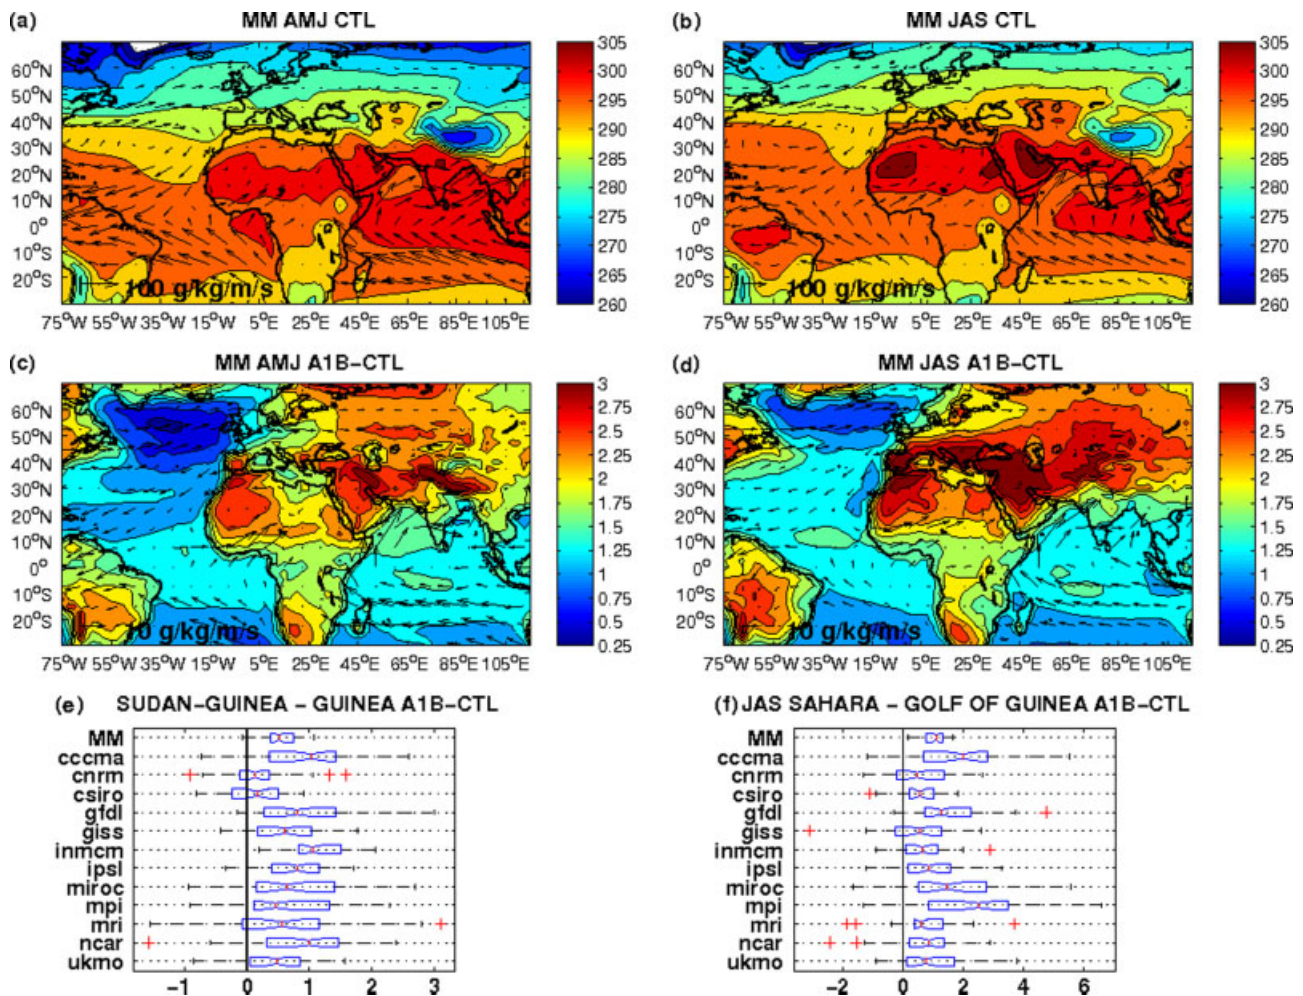 (a) MM AMJ CTL
(b) MM JAS CTL
60°N
50°N
40°N
30°N
20°N
10°N
0°
10°S
20°S
100 g/kg/m/s
75°W 55°W 35°W 15°W 5°E 25°E 45°E 65°E 85°E 105°E
305
300
295
290
285
280
275
270
265
260
60°N
50°N
40°N
30°N
20°N
10°N
0°
10°S
20°S
100 g/kg/m/s
75°W 55°W 35°W 15°W 5°E 25°E 45°E 65°E 85°E 105°E
305
300
295
290
285
280
275
270
265
260
(c) MM AMJ A1B-CTL
(d) MM JAS A1B-CTL
60°N
50°N
40°N
30°N
20°N
10°N
0°
10°S
20°S
10 g/kg/m/s
75°W 55°W 35°W 15°W 5°E 25°E 45°E 65°E 85°E 105°E
3
2.75
2.5
2.25
2
1.75
1.5
1.25
1
0.75
0.5
0.25
60°N
50°N
40°N
30°N
20°N
10°N
0°
10°S
20°S
10 g/kg/m/s
75°W 55°W 35°W 15°W 5°E 25°E 45°E 65°E 85°E 105°E
3
2.75
2.5
2.25
2
1.75
1.5
1.25
1
0.75
0.5
0.25
(e) SUDAN-GUINEA - GUINEA A1B-CTL
MM
cccma
cnrm
csiro
gfdl
giss
inmcm
ipsl
miroc
mpi
mri
ncar
ukmo
-1 0 1 2 3
(f) JAS SAHARA - GOLF OF GUINEA A1B-CTL
MM
cccma
cnrm
csiro
gfdl
giss
inmcm
ipsl
miroc
mpi
mri
ncar
ukmo
-2 0 2 4 6